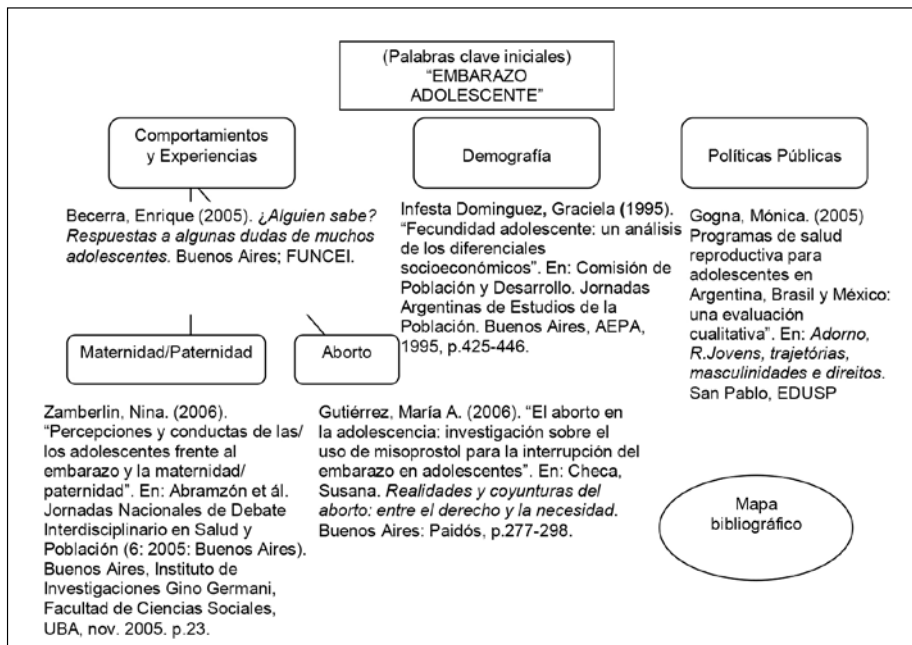 (Palabras clave iniciales)
“EMBARAZO
ADOLESCENTE”
Comportamientos
y Experiencias
Demografía
Políticas Públicas
Becerra, Enrique (2005). ¿Alguien sabe?
Respuestas a algunas dudas de muchos
adolescentes. Buenos Aires; FUNCEI.
Infesta Dominguez, Graciela (1995).
“Fecundidad adolescente: un análisis
de los diferenciales
socioeconómicos”. En: Comisión de
Población y Desarrollo. Jornadas
Argentinas de Estudios de la
Población. Buenos Aires, AEPA,
1995, p.425-446.
Gogna, Mónica. (2005)
Programas de salud
reproductiva para
adolescentes en
Argentina, Brasil y México:
una evaluación
cualitativa”. En: Adorno,
R.Jovens, trajetórias,
masculinidades e direitos.
San Pablo, EDUSP
Maternidad/Paternidad
Aborto
Zamberlin, Nina. (2006).
“Percepciones y conductas de las/
los adolescentes frente al
embarazo y la maternidad/
paternidad”. En: Abramzón et ál.
Jornadas Nacionales de Debate
Interdisciplinario en Salud y
Población (6: 2005: Buenos Aires).
Buenos Aires, Instituto de
Investigaciones Gino Germani,
Facultad de Ciencias Sociales,
UBA, nov. 2005. p.23.
Gutiérrez, María A. (2006). “El aborto en
la adolescencia: investigación sobre el
uso de misoprostol para la interrupción del
embarazo en adolescentes”. En: Checa,
Susana. Realidades y coyunturas del
aborto: entre el derecho y la necesidad.
Buenos Aires: Paidós, p.277-298.
Mapa
bibliográfico